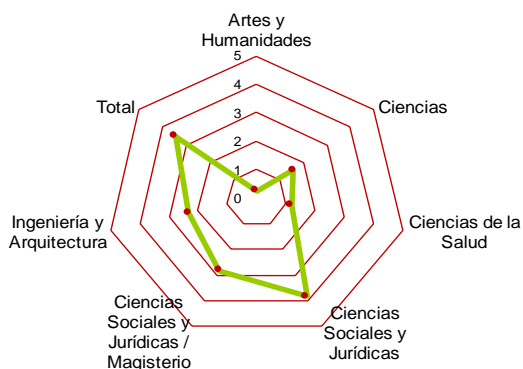 Artes y
Humanidades
5
4
3
2
1
0
Ciencias
Ciencias de la
Salud
Ciencias
Sociales y
Jurídicas
Ciencias
Sociales y
Jurídicas /
Magisterio
Ingeniería y
Arquitectura
Total